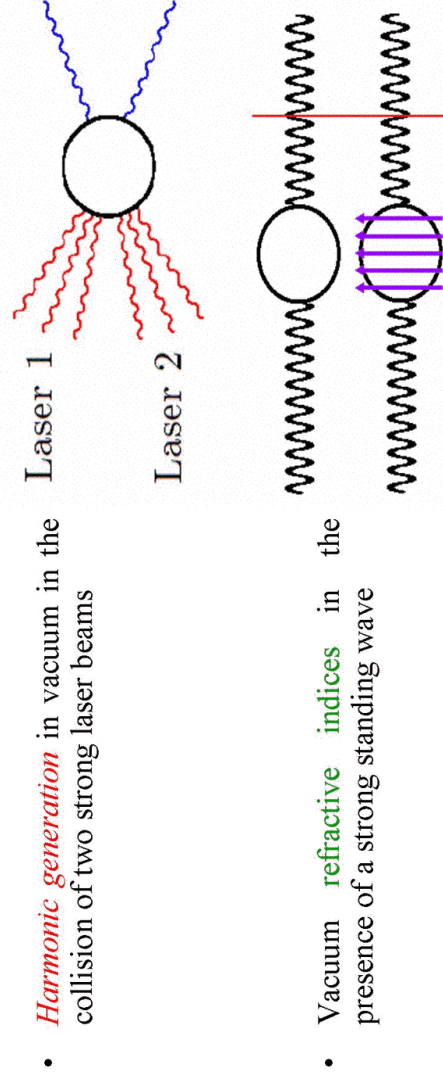 • Harmonic generation in vacuum in the
collision of two strong laser beams
Laser 1
Laser 2
• Vacuum refractive indices in the
presence of a strong standing wave